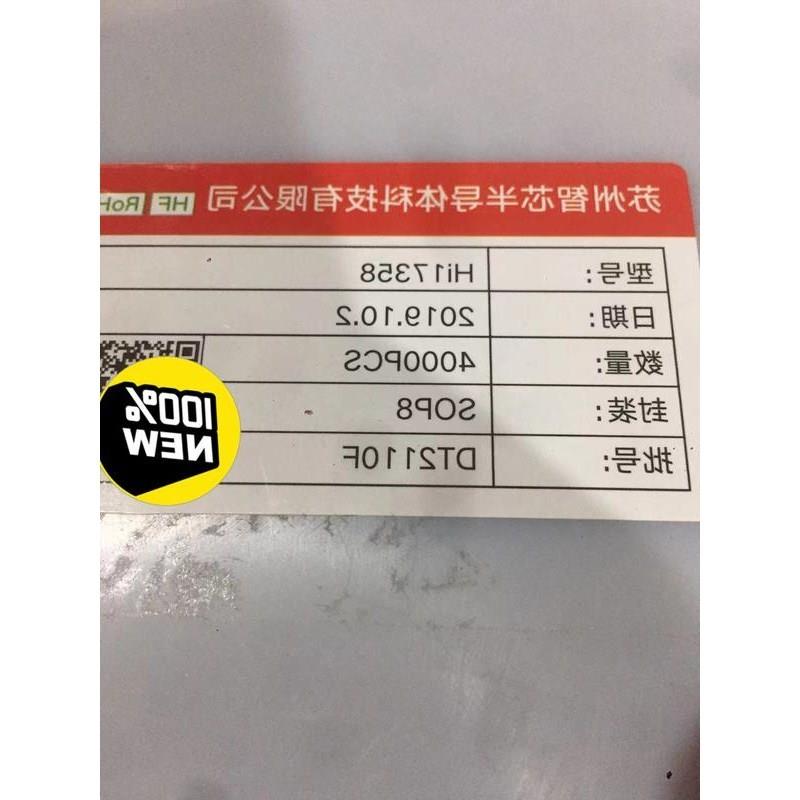 苏州智芯半导体科技有限公司 HF RoH
型号: Hi17358
日期: 2019.10.2
数量: 4000PCS
封装: SOP8
批号: DT2110F
100%
NEW